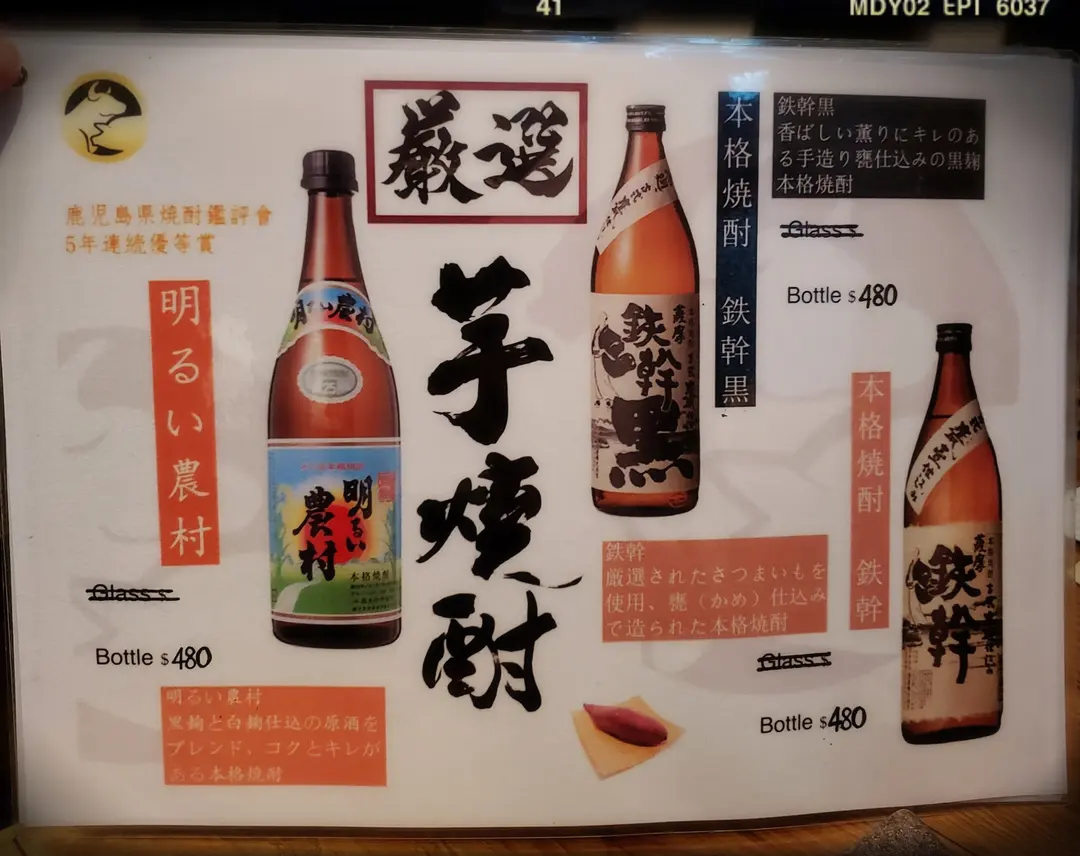 41
MDY02 EPI 6037
厳選
芋焼酎
鹿児島県焼酎鑑評會
5年連続優等賞
明るい農村
明るい農村
明るい
農村
本格焼酎
Glass $
Bottle $480
明るい農村
黒麹と白麹仕込の原酒を
ブレンド、コクとキレが
ある本格焼酎
薩摩
鉄幹
黒
本格焼酎 鉄幹黒
鉄幹黒
香ばしい薫りにキレのあ
る手造り甕仕込みの黒麹
本格焼酎
Glass $
Bottle $480
本格焼酎 鉄幹
鉄幹
厳選されたさつまいもを
使用、甕(かめ)仕込み
で造られた本格焼酎
Glass $
Bottle $480
薩摩
鉄幹